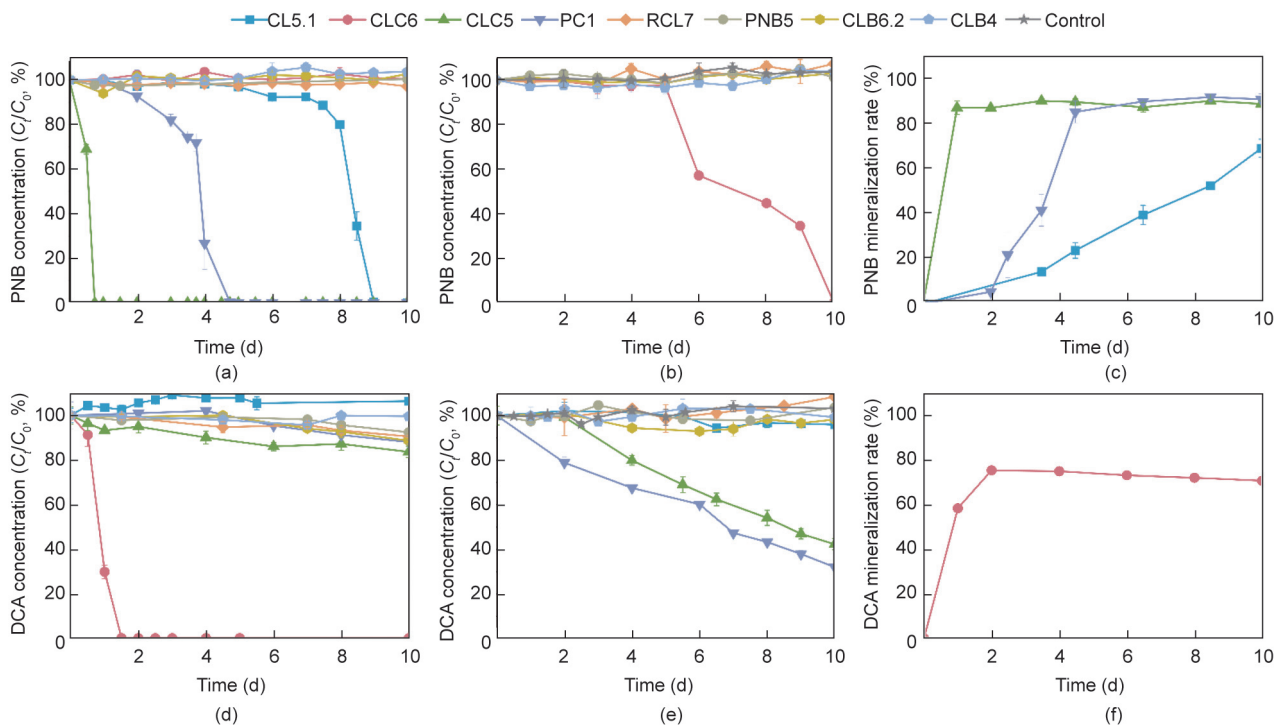 CL5.1 CLC6 CLC5 PC1 RCL7 PNB5 CLB6.2 CLB4 Control
PNB concentration (Ct/C0, %)
100
80
60
40
20
0
2 4 6 8 10
Time (d)
(a)
PNB concentration (Ct/C0, %)
100
80
60
40
20
0
2 4 6 8 10
Time (d)
(b)
PNB mineralization rate (%)
100
80
60
40
20
0
2 4 6 8 10
Time (d)
(c)
DCA concentration (Ct/C0, %)
100
80
60
40
20
0
2 4 6 8 10
Time (d)
(d)
DCA concentration (Ct/C0, %)
100
80
60
40
20
0
2 4 6 8 10
Time (d)
(e)
DCA mineralization rate (%)
100
80
60
40
20
0
2 4 6 8 10
Time (d)
(f)